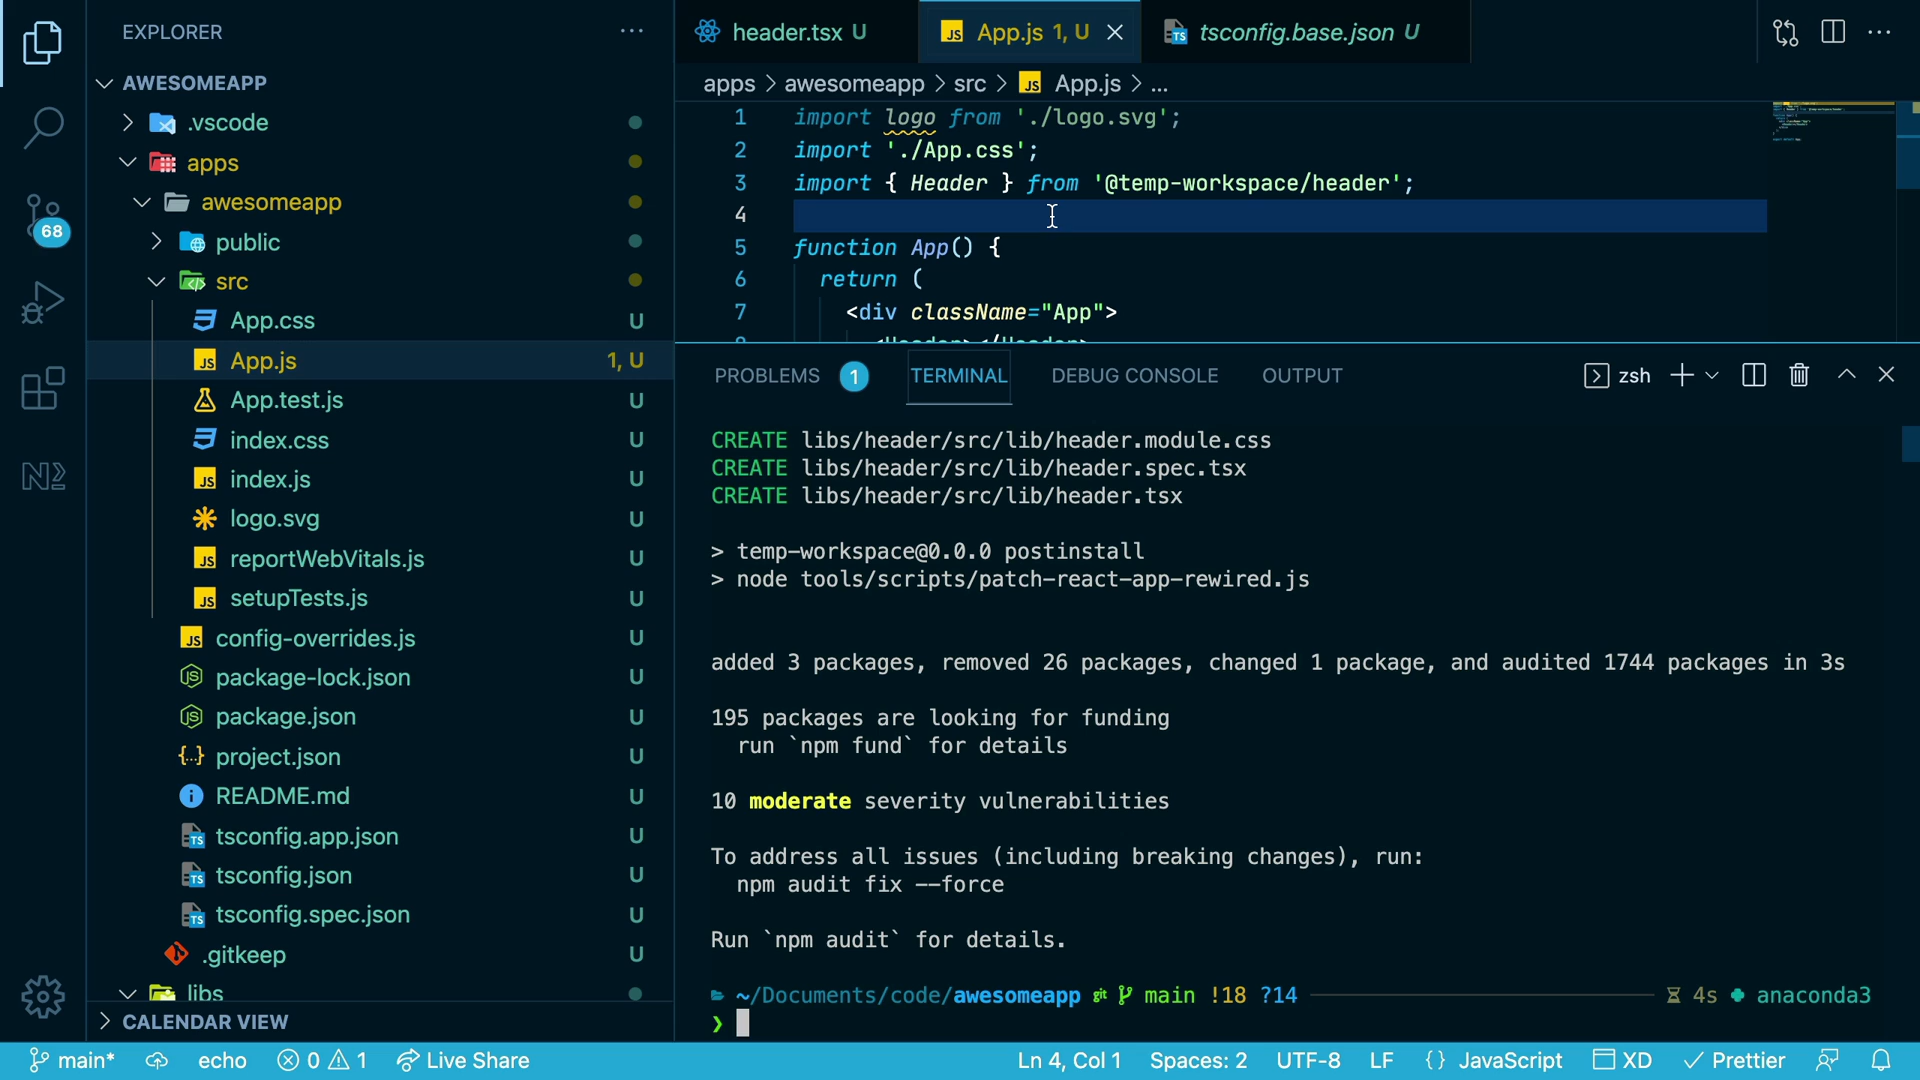 EXPLORER
AWESOMEAPP
.vscode
apps
awesomeapp
public
src
App.css U
App.js 1, U
App.test.js U
index.css U
index.js U
logo.svg U
reportWebVitals.js U
setupTests.js U
config-overrides.js U
package-lock.json U
package.json U
project.json U
README.md U
tsconfig.app.json U
tsconfig.json U
tsconfig.spec.json U
.gitkeep U
libs
CALENDAR VIEW
68
header.tsx U
App.js 1, U
tsconfig.base.json U
apps > awesomeapp > src > JS App.js > ...
1 import logo from './logo.svg';
2 import './App.css';
3 import { Header } from '@temp-workspace/header';
4
5 function App() {
6 return (
7 <div className="App">
8 <Header></Header>
PROBLEMS 1 TERMINAL DEBUG CONSOLE OUTPUT
zsh
CREATE libs/header/src/lib/header.module.css
CREATE libs/header/src/lib/header.spec.tsx
CREATE libs/header/src/lib/header.tsx
> temp-workspace@0.0.0 postinstall
> node tools/scripts/patch-react-app-rewired.js
added 3 packages, removed 26 packages, changed 1 package, and audited 1744 packages in 3s
195 packages are looking for funding
run `npm fund` for details
10 moderate severity vulnerabilities
To address all issues (including breaking changes), run:
npm audit fix --force
Run `npm audit` for details.
~/Documents/code/awesomeapp git main !18 ?14 4s anaconda3
❯
main* echo 0 1 Live Share Ln 4, Col 1 Spaces: 2 UTF-8 LF {} JavaScript XD ✓ Prettier